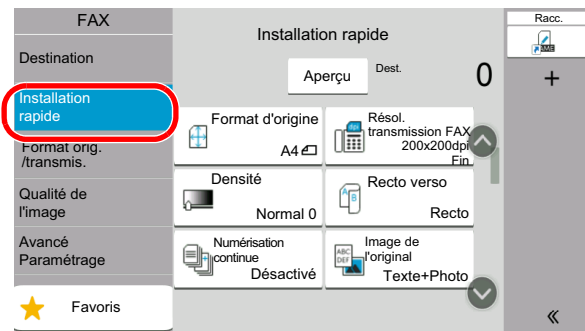 FAX
Destination
Installation
rapide
Format orig.
/transmis.
Qualité de
l'image
Avancé
Paramétrage
Favoris
Installation rapide
Aperçu
Dest.
0
Format d'origine
A4
Résol.
transmission FAX
200x200dpi
Fin
Densité
Normal 0
Recto verso
Recto
Numérisation
continue
Désactivé
Image de
l'original
Texte+Photo
1
Racc.
+
«